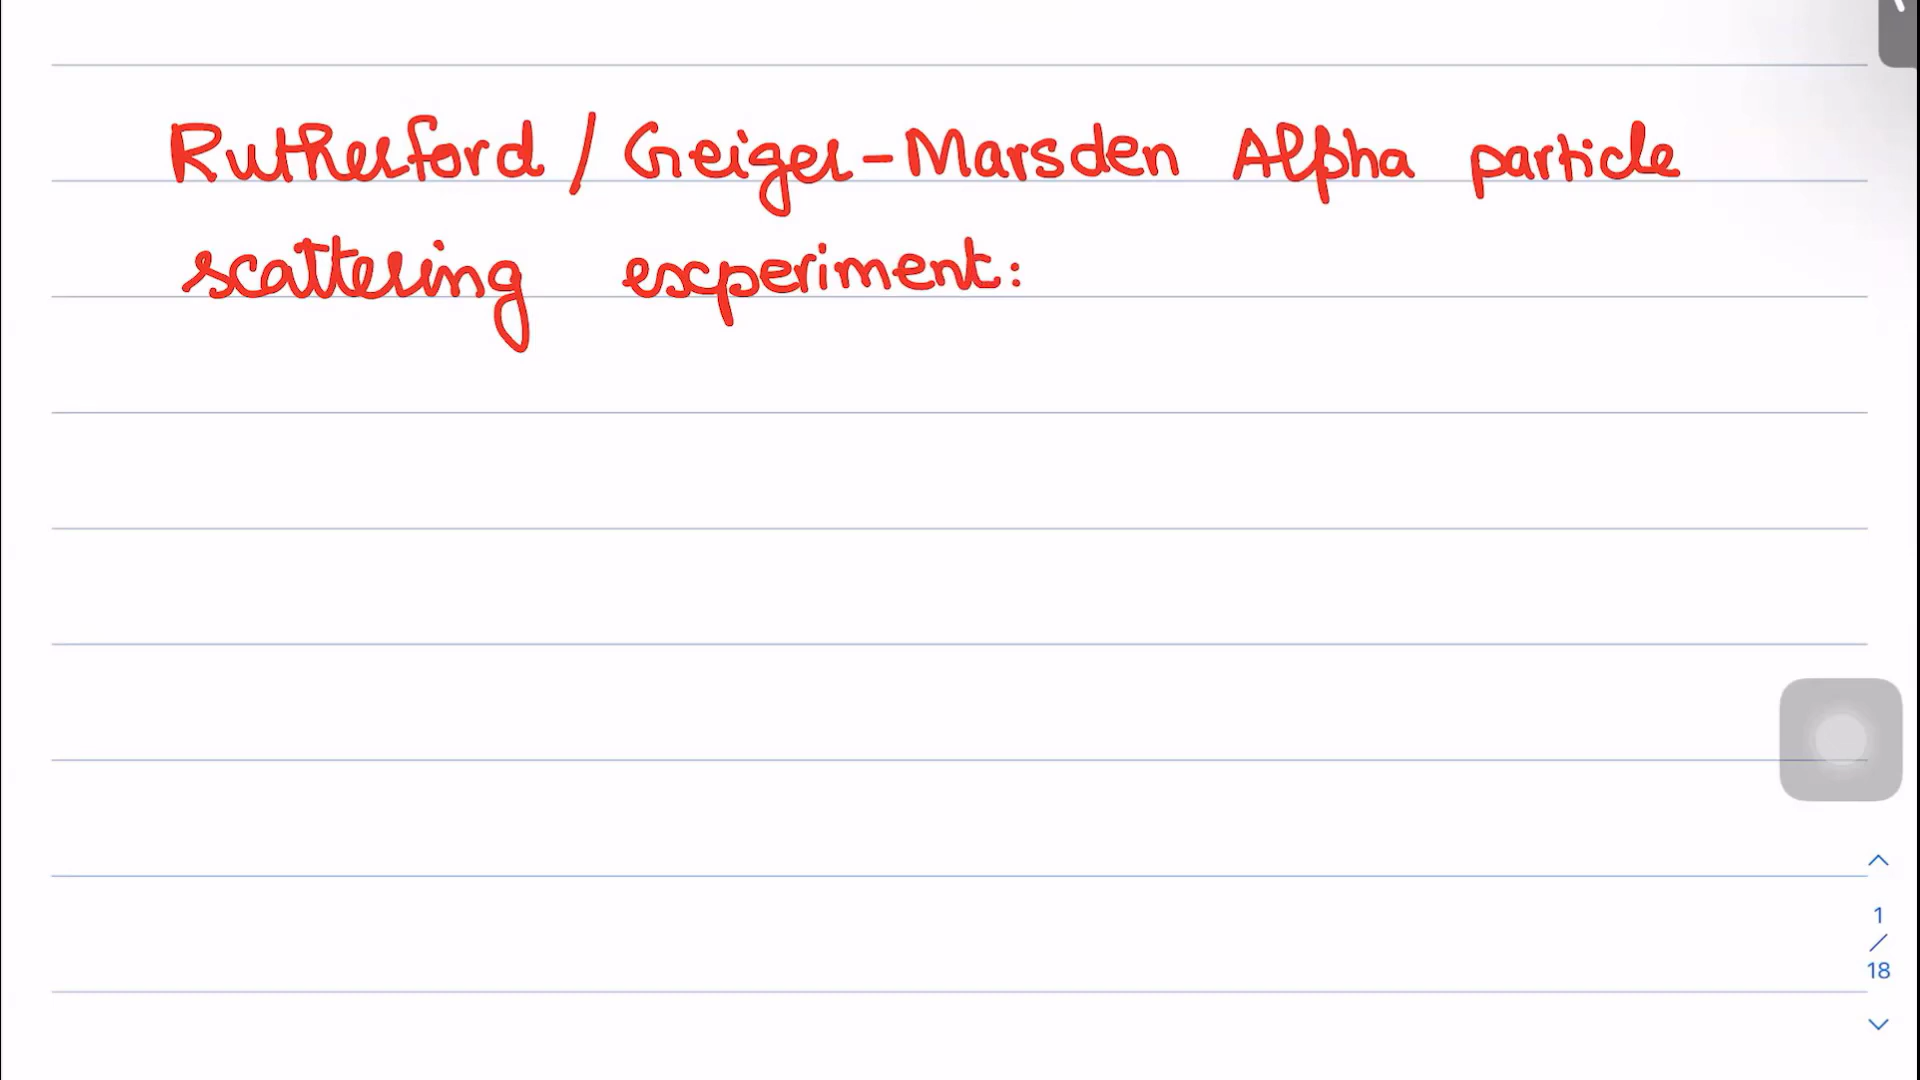 Rutherford / Geiger-Marsden Alpha particle
scattering experiment:
1
/
18